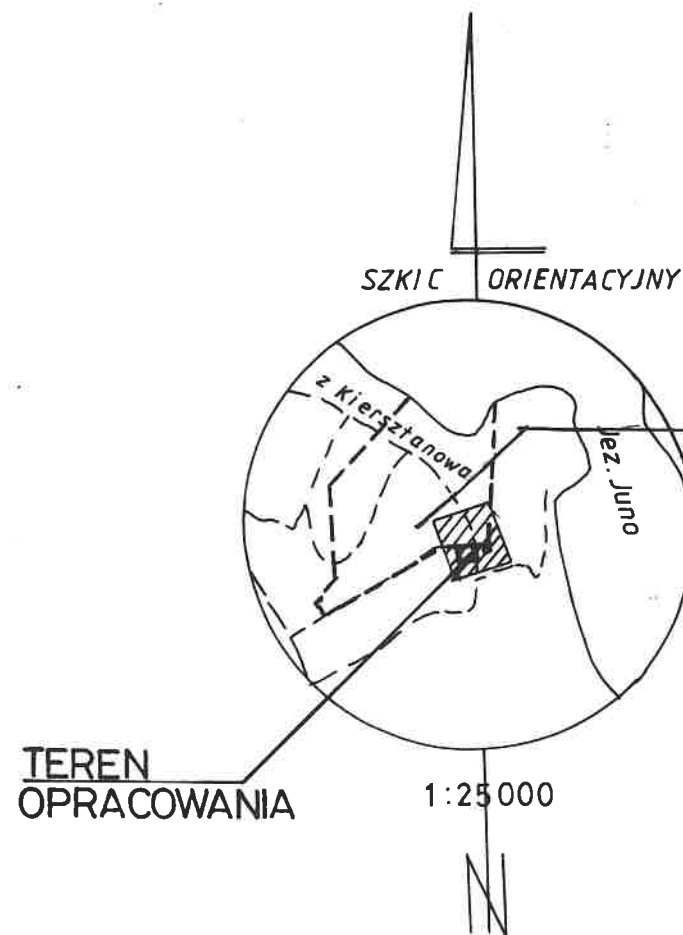 SZKIC ORIENTACYJNY
z Kiersztanowa
Jez. Juno
TEREN
OPRACOWANIA
1:25000
N